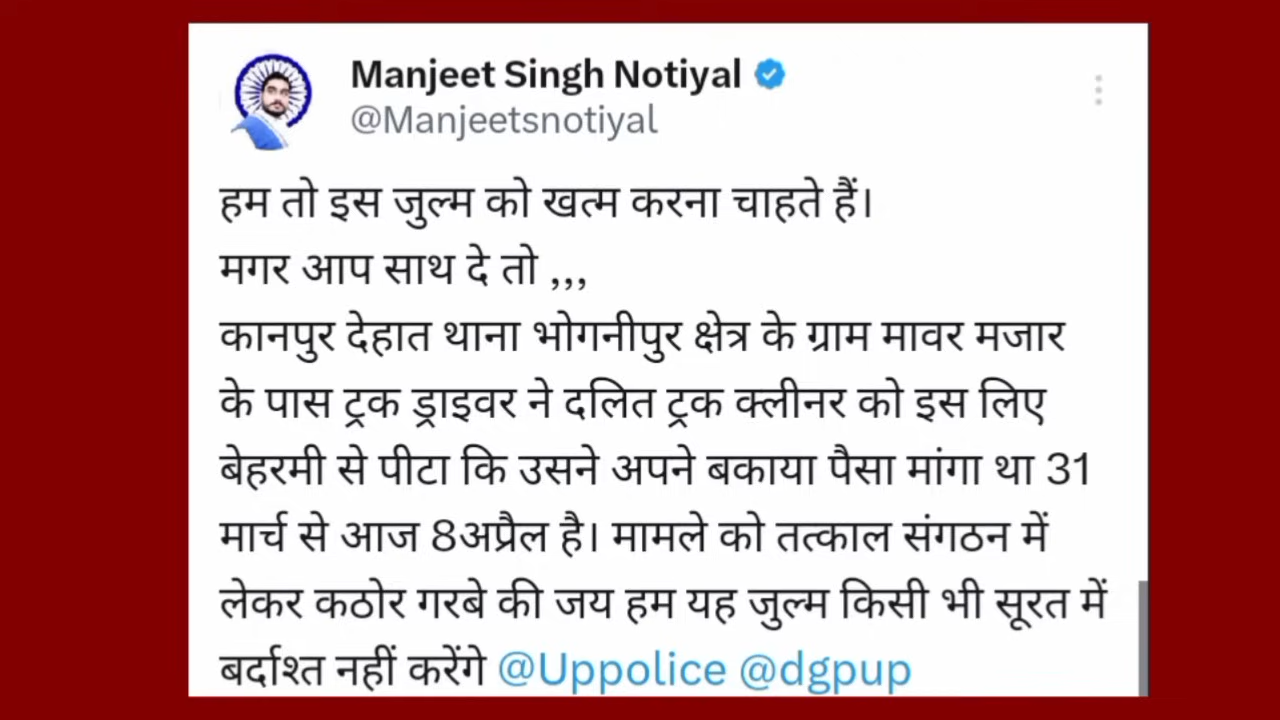 Manjeet Singh Notiyal
@Manjeetsnotiyal
हम तो इस जुल्म को खत्म करना चाहते हैं।
मगर आप साथ दे तो ,,,
कानपुर देहात थाना भोगनीपुर क्षेत्र के ग्राम मावर मजार
के पास ट्रक ड्राइवर ने दलित ट्रक क्लीनर को इस लिए
बेहरमी से पीटा कि उसने अपने बकाया पैसा मांगा था 31
मार्च से आज 8अप्रैल है। मामले को तत्काल संगठन में
लेकर कठोर गरबे की जय हम यह जुल्म किसी भी सूरत में
बर्दाश्त नहीं करेंगे @Uppolice @dgpup